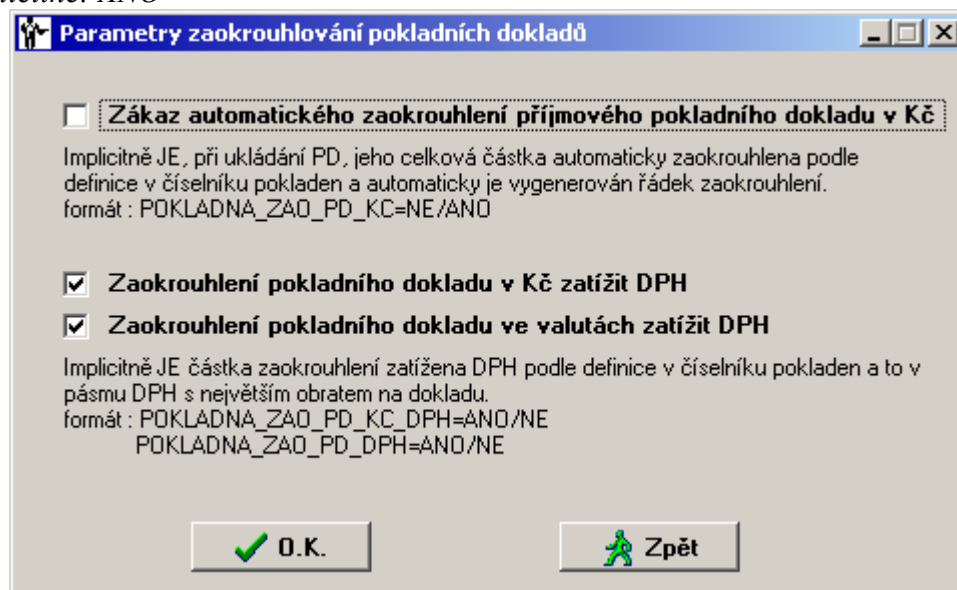 Parametry zaokrouhlování pokladních dokladů
Zákaz automatického zaokrouhlení příjmového pokladního dokladu v Kč
Implicitně JE, při ukládání PD, jeho celková částka automaticky zaokrouhlena podle
definice v číselníku pokladen a automaticky je vygenerován řádek zaokrouhlení.
formát : POKLADNA_ZAO_PD_KC=NE/ANO
Zaokrouhlení pokladního dokladu v Kč zatížit DPH
Zaokrouhlení pokladního dokladu ve valutách zatížit DPH
Implicitně JE částka zaokrouhlení zatížena DPH podle definice v číselníku pokladen a to v
pásmu DPH s největším obratem na dokladu.
formát : POKLADNA_ZAO_PD_KC_DPH=ANO/NE
POKLADNA_ZAO_PD_DPH=ANO/NE
O.K. Zpět